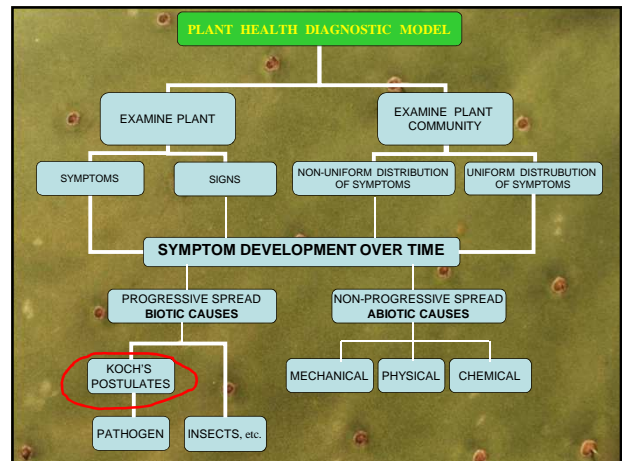 PLANT HEALTH DIAGNOSTIC MODEL
EXAMINE PLANT
EXAMINE PLANT
COMMUNITY
SYMPTOMS
SIGNS
NON-UNIFORM DISTRIBUTION
OF SYMPTOMS
UNIFORM DISTRUBUTION
OF SYMPTOMS
SYMPTOM DEVELOPMENT OVER TIME
PROGRESSIVE SPREAD
BIOTIC CAUSES
NON-PROGRESSIVE SPREAD
ABIOTIC CAUSES
KOCH'S
POSTULATES
MECHANICAL
PHYSICAL
CHEMICAL
PATHOGEN
INSECTS, etc.